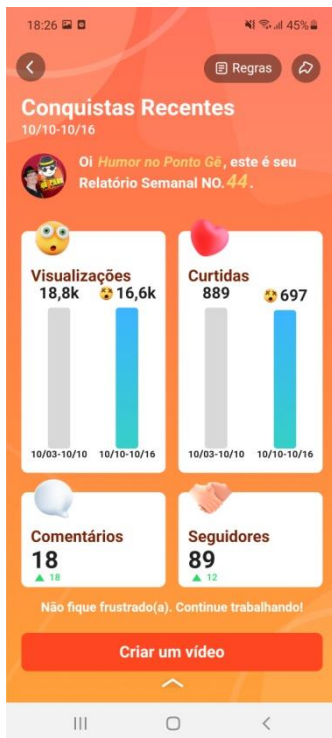 18:26
45%
Regras
Conquistas Recentes
10/10-10/16
Oi Humor no Ponto Gê, este é seu
Relatório Semanal NO. 44.
Visualizações
18,8k 16,6k
10/03-10/10 10/10-10/16
Curtidas
889 697
10/03-10/10 10/10-10/16
Comentários
18
18
Seguidores
89
12
Não fique frustrado(a). Continue trabalhando!
Criar um vídeo